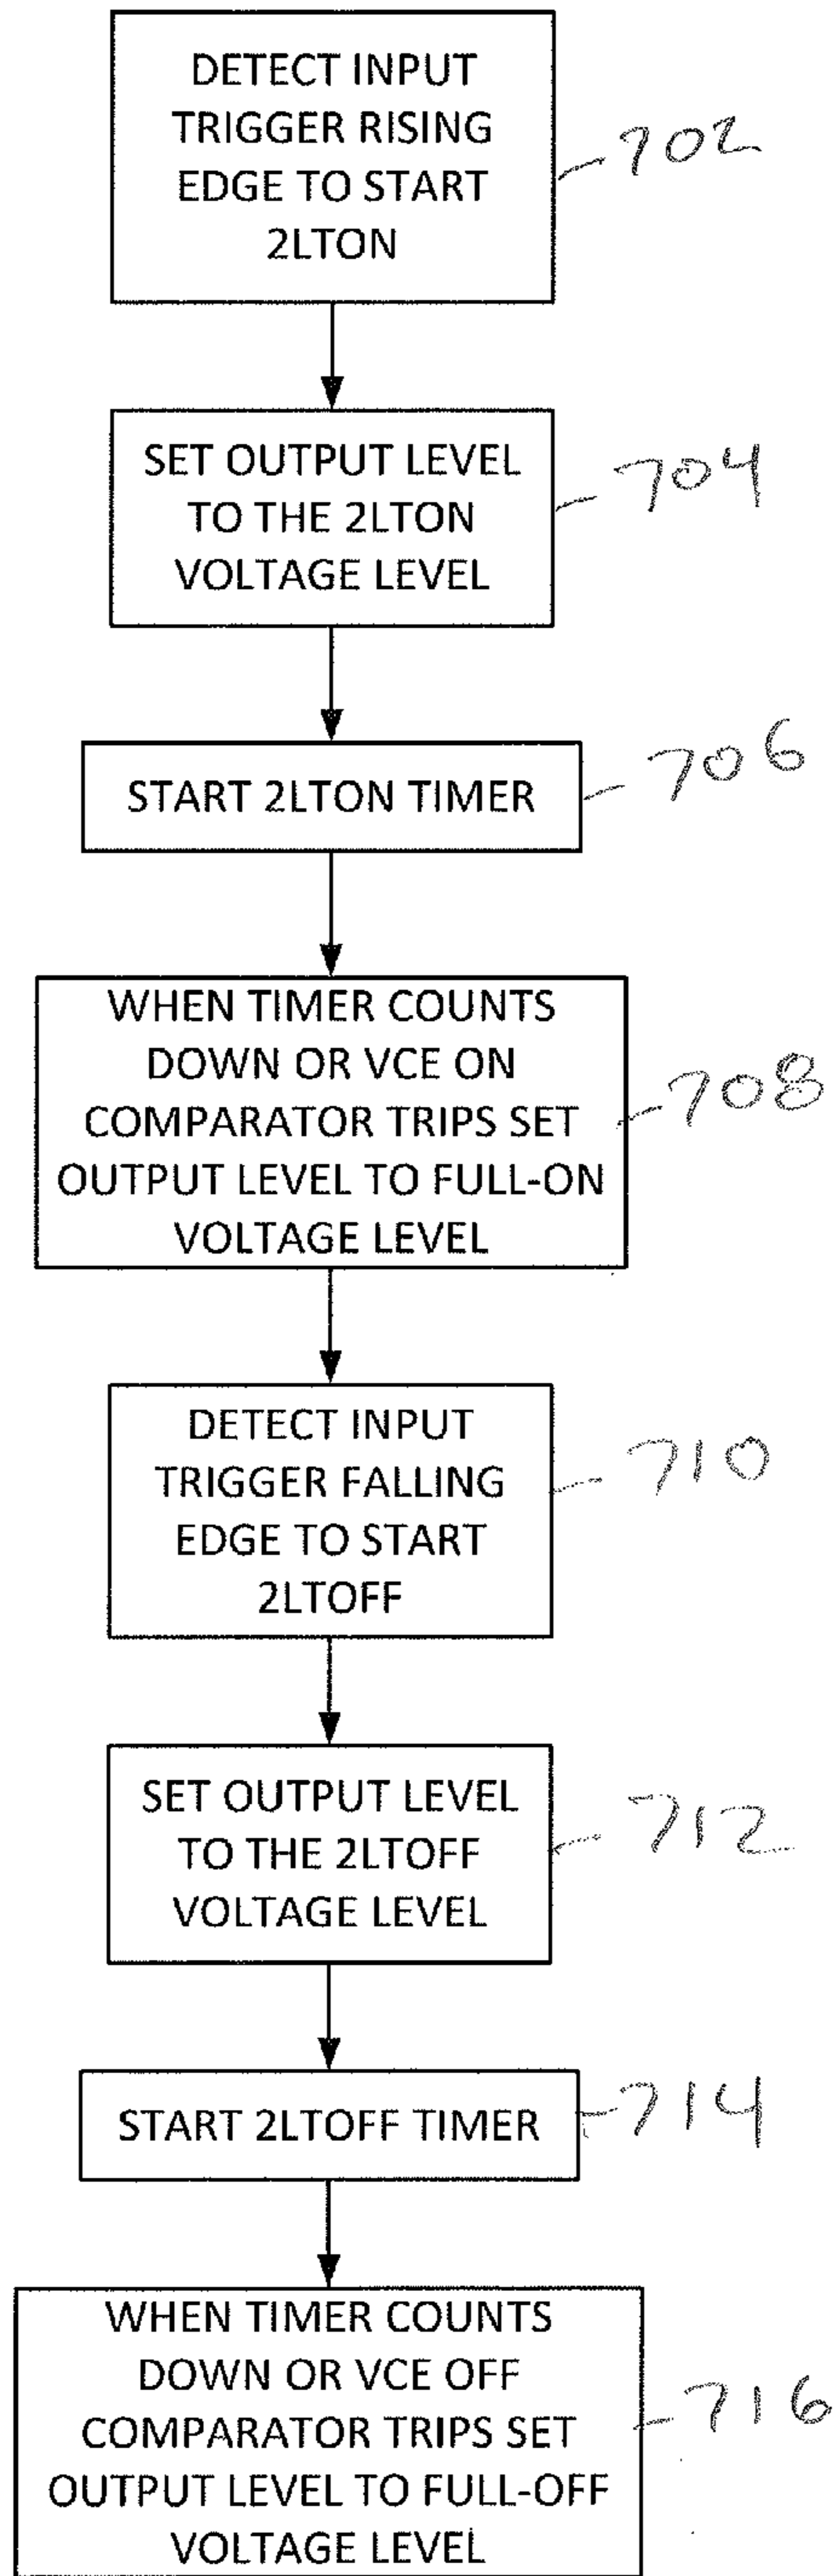 DETECT INPUT
TRIGGER RISING
EDGE TO START
2LTON
702
SET OUTPUT LEVEL
TO THE 2LTON
VOLTAGE LEVEL
704
START 2LTON TIMER
706
WHEN TIMER COUNTS
DOWN OR VCE ON
COMPARATOR TRIPS SET
OUTPUT LEVEL TO FULL-ON
VOLTAGE LEVEL
708
DETECT INPUT
TRIGGER FALLING
EDGE TO START
2LTOFF
710
SET OUTPUT LEVEL
TO THE 2LTOFF
VOLTAGE LEVEL
712
START 2LTOFF TIMER
714
WHEN TIMER COUNTS
DOWN OR VCE OFF
COMPARATOR TRIPS SET
OUTPUT LEVEL TO FULL-OFF
VOLTAGE LEVEL
716